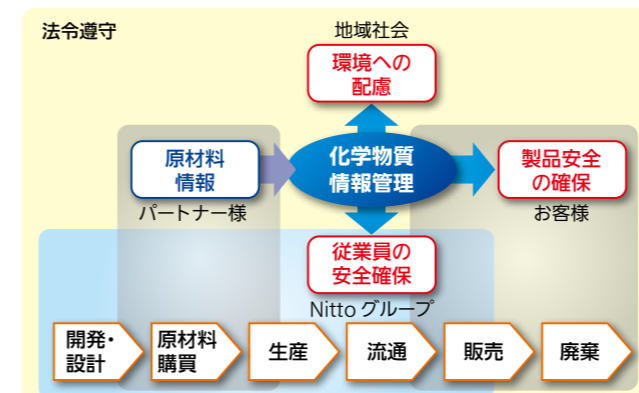 法令遵守
地域社会
環境への
配慮
原材料
情報
パートナー様
化学物質
情報管理
製品安全
の確保
お客様
従業員の
安全確保
Nitto グループ
開発・
設計
原材料
購買
生産
流通
販売
廃棄